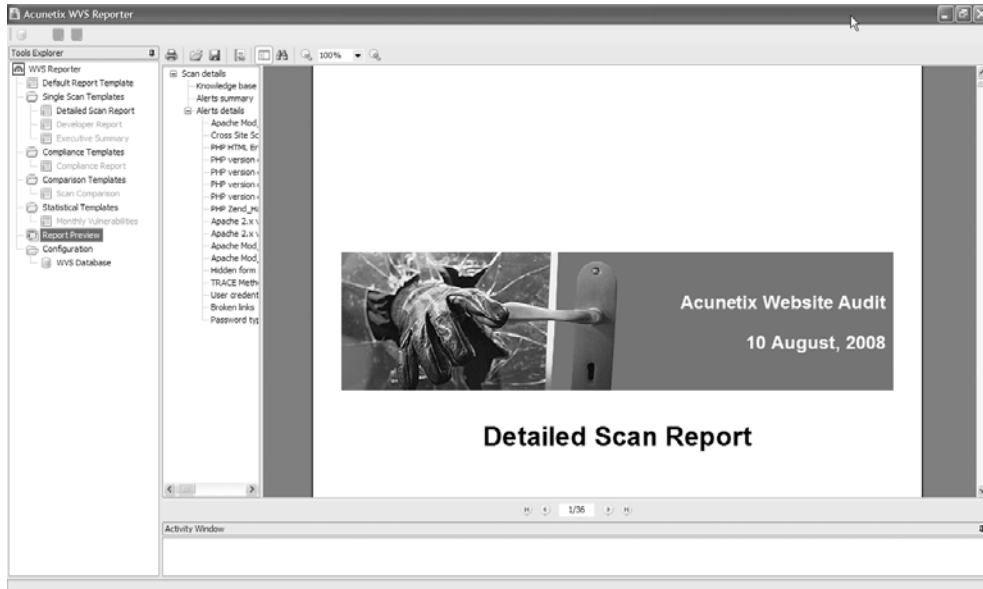 Acunetix WVS Reporter
Tools Explorer
WVS Reporter
Default Report Template
Single Scan Templates
Detailed Scan Report
Developer Report
Executive Summary
Compliance Templates
Compliance Report
Comparison Templates
Scan Comparison
Statistical Templates
Monthly Vulnerabilities
Report Preview
Configuration
WVS Database
100%
Scan details
Knowledge base
Alerts summary
Alerts details
Apache Mod_
Cross Site Sc
PHP HTML Er
PHP version
PHP version
PHP version
PHP version
PHP Zend_Ha
Apache 2.x v
Apache 2.x v
Apache Mod_
Apache Mod_
Hidden form
TRACE Meth
User credent
Broken links
Password typ
Acunetix Website Audit
10 August, 2008
Detailed Scan Report
1/36
Activity Window